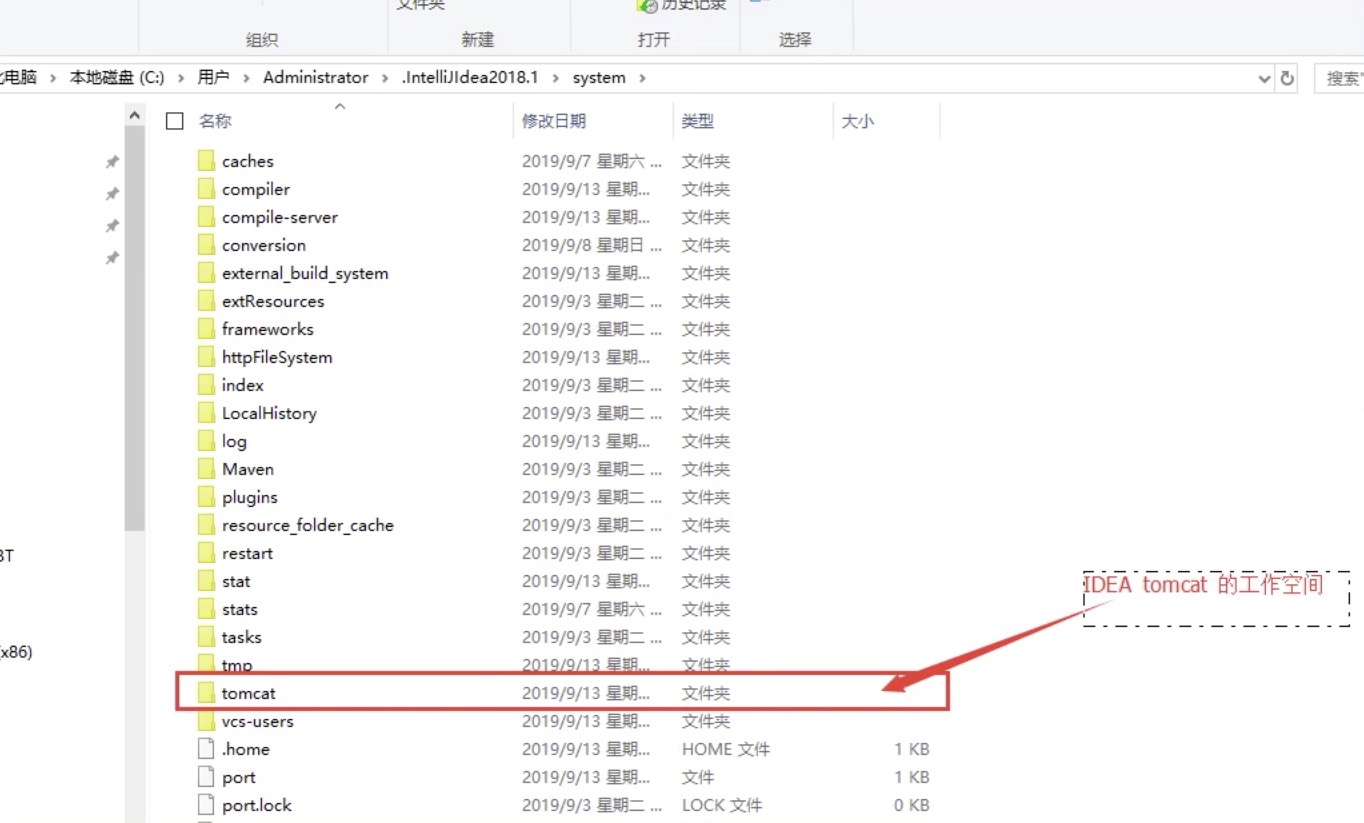 文件夹 历史记录
组织 新建 打开 选择
电脑 › 本地磁盘 (C:) › 用户 › Administrator › .IntelliJIdea2018.1 › system › 搜索"
名称 修改日期 类型 大小
caches 2019/9/7 星期六 ... 文件夹
compiler 2019/9/13 星期... 文件夹
compile-server 2019/9/13 星期... 文件夹
conversion 2019/9/8 星期日 ... 文件夹
external_build_system 2019/9/13 星期... 文件夹
extResources 2019/9/3 星期二 ... 文件夹
frameworks 2019/9/3 星期二 ... 文件夹
httpFileSystem 2019/9/13 星期... 文件夹
index 2019/9/3 星期二 ... 文件夹
LocalHistory 2019/9/3 星期二 ... 文件夹
log 2019/9/13 星期... 文件夹
Maven 2019/9/3 星期二 ... 文件夹
plugins 2019/9/3 星期二 ... 文件夹
resource_folder_cache 2019/9/3 星期二 ... 文件夹
restart 2019/9/3 星期二 ... 文件夹
BT
stat 2019/9/13 星期... 文件夹
IDEA tomcat 的工作空间
stats 2019/9/7 星期六 ... 文件夹
tasks 2019/9/3 星期二 ... 文件夹
x86)
tmp 2019/9/13 星期... 文件夹
tomcat 2019/9/13 星期... 文件夹
vcs-users 2019/9/13 星期... 文件夹
.home 2019/9/13 星期... HOME 文件 1 KB
port 2019/9/13 星期... 文件 1 KB
port.lock 2019/9/3 星期二 ... LOCK 文件 0 KB